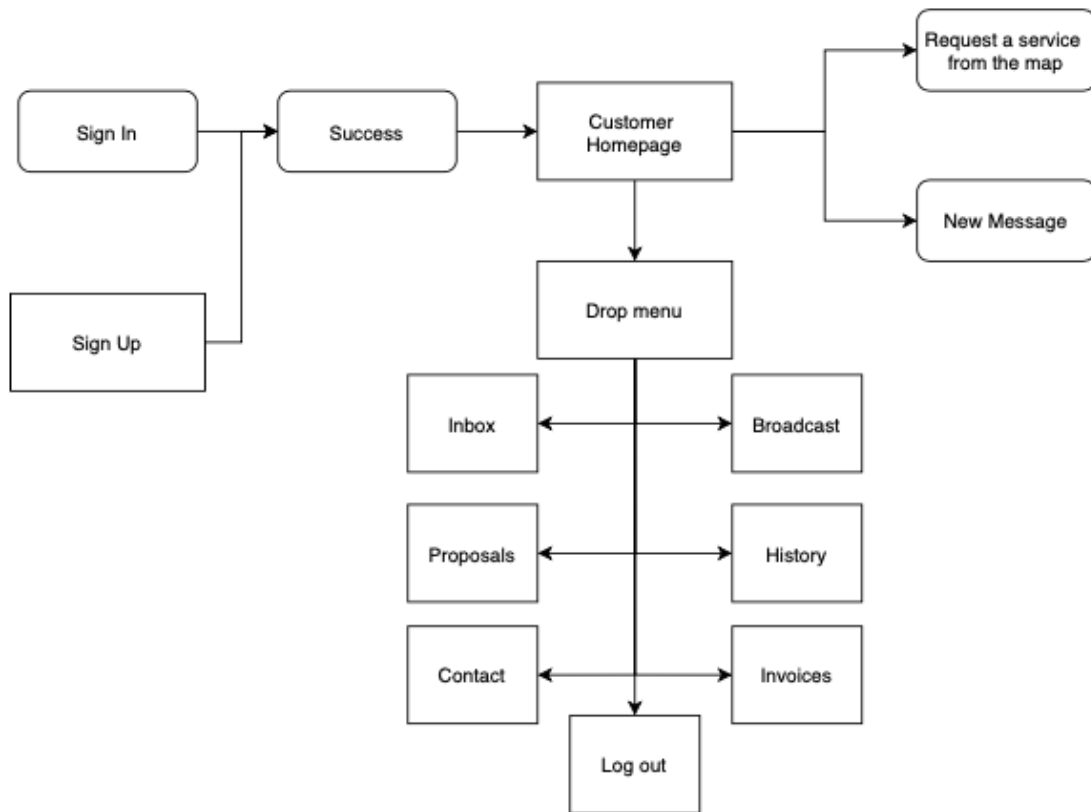 Request a service
from the map
Sign In
Success
Customer
Homepage
New Message
Drop menu
Sign Up
Inbox
Broadcast
Proposals
History
Contact
Invoices
Log out